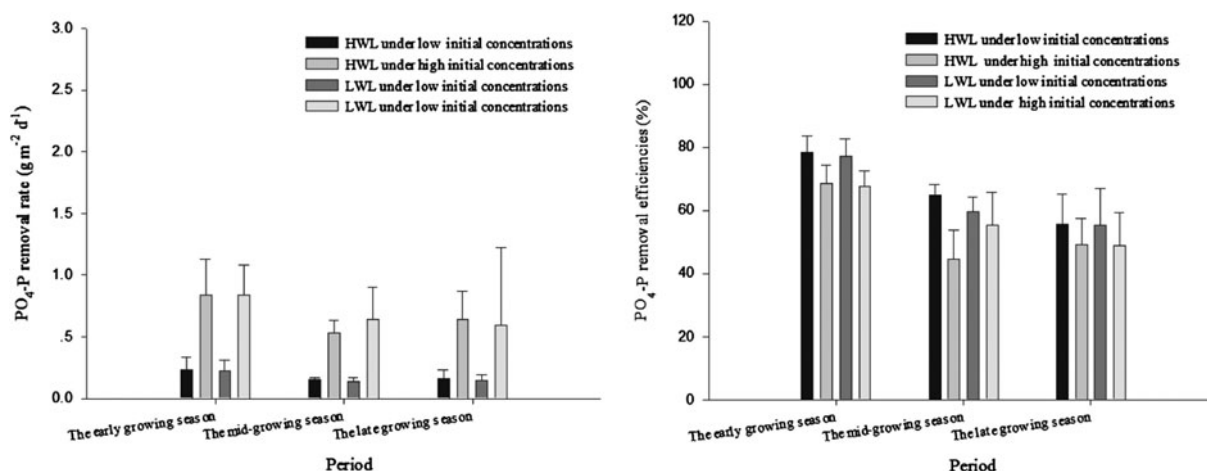 3.0
2.5
2.0
1.5
1.0
.5
0.0
PO₄-P removal rate (g m⁻² d⁻¹)
HWL under low initial concentrations
HWL under high initial concentrations
LWL under low initial concentrations
LWL under low initial concentrations
The early growing season
The mid-growing season
The late growing season
Period
120
100
80
60
40
20
0
PO₄-P removal efficiencies (%)
HWL under low initial concentrations
HWL under high initial concentrations
LWL under low initial concentrations
LWL under high initial concentrations
The early growing season
The mid-growing season
The late growing season
Period